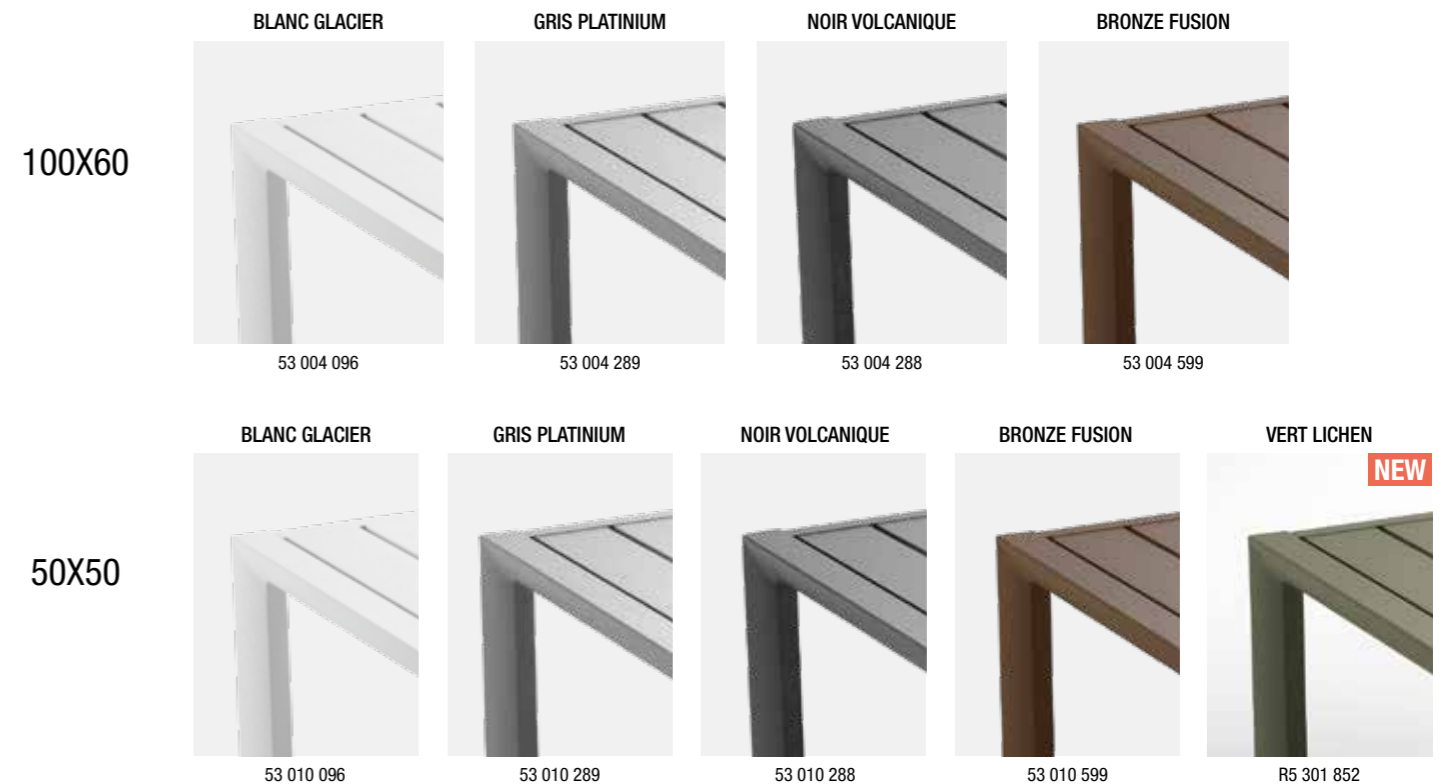 BLANC GLACIER
GRIS PLATINIUM
NOIR VOLCANIQUE
BRONZE FUSION
100X60
53 004 096
53 004 289
53 004 288
53 004 599
BLANC GLACIER
GRIS PLATINIUM
NOIR VOLCANIQUE
BRONZE FUSION
VERT LICHEN
NEW
50X50
53 010 096
53 010 289
53 010 288
53 010 599
R5 301 852